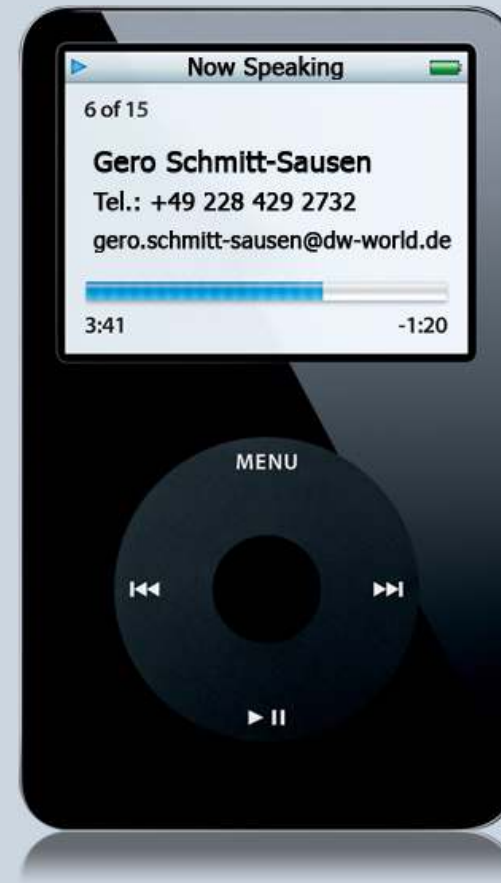 Now Speaking
6 of 15
Gero Schmitt-Sausen
Tel.: +49 228 429 2732
gero.schmitt-sausen@dw-world.de
3:41 -1:20
MENU